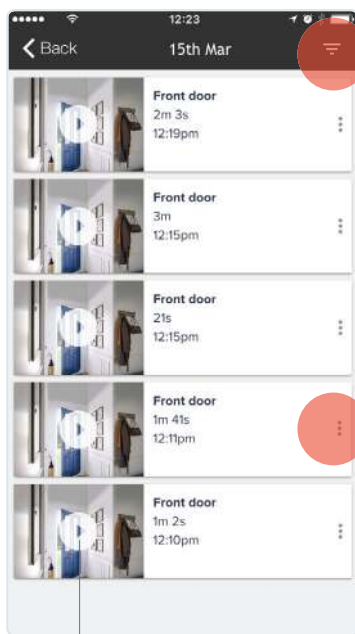 12:23
Back
15th Mar
Front door
2m 3s
12:19pm
Front door
3m
12:15pm
Front door
21s
12:15pm
Front door
1m 41s
12:11pm
Front door
1m 2s
12:10pm